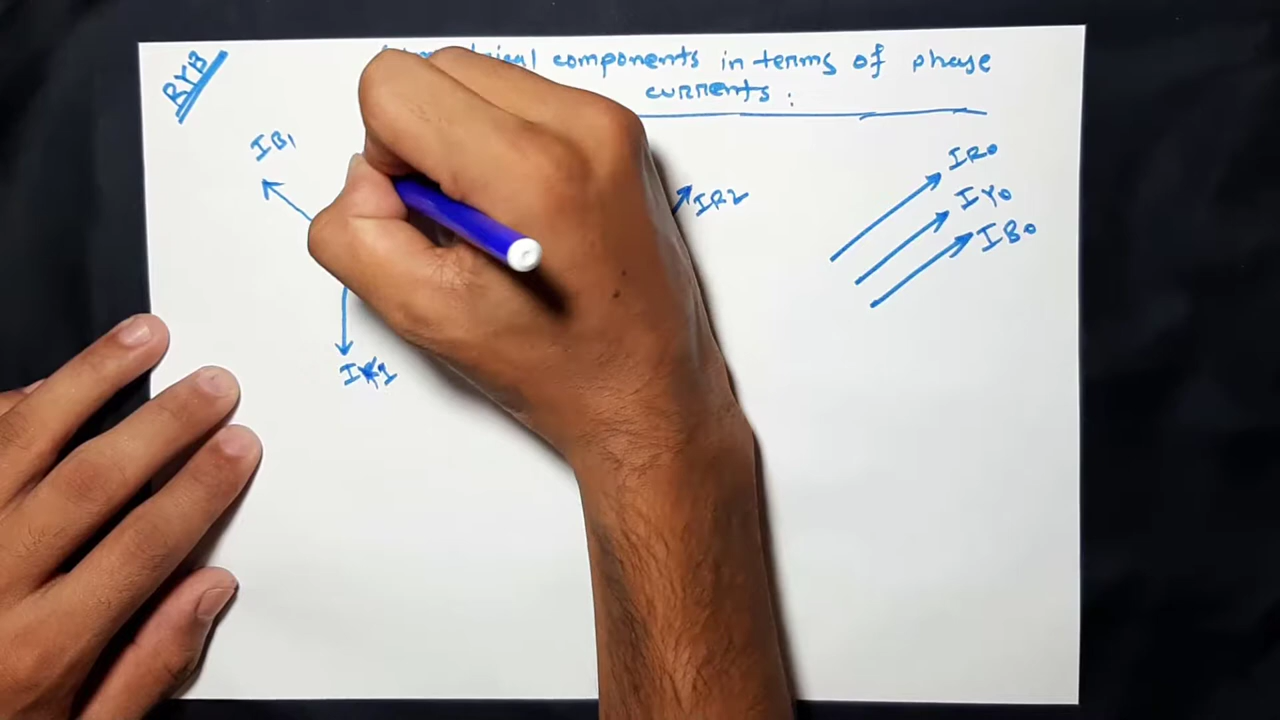 RYB
components in terms of phase
currents :
IB1
IR2
IR0
IY0
IB0